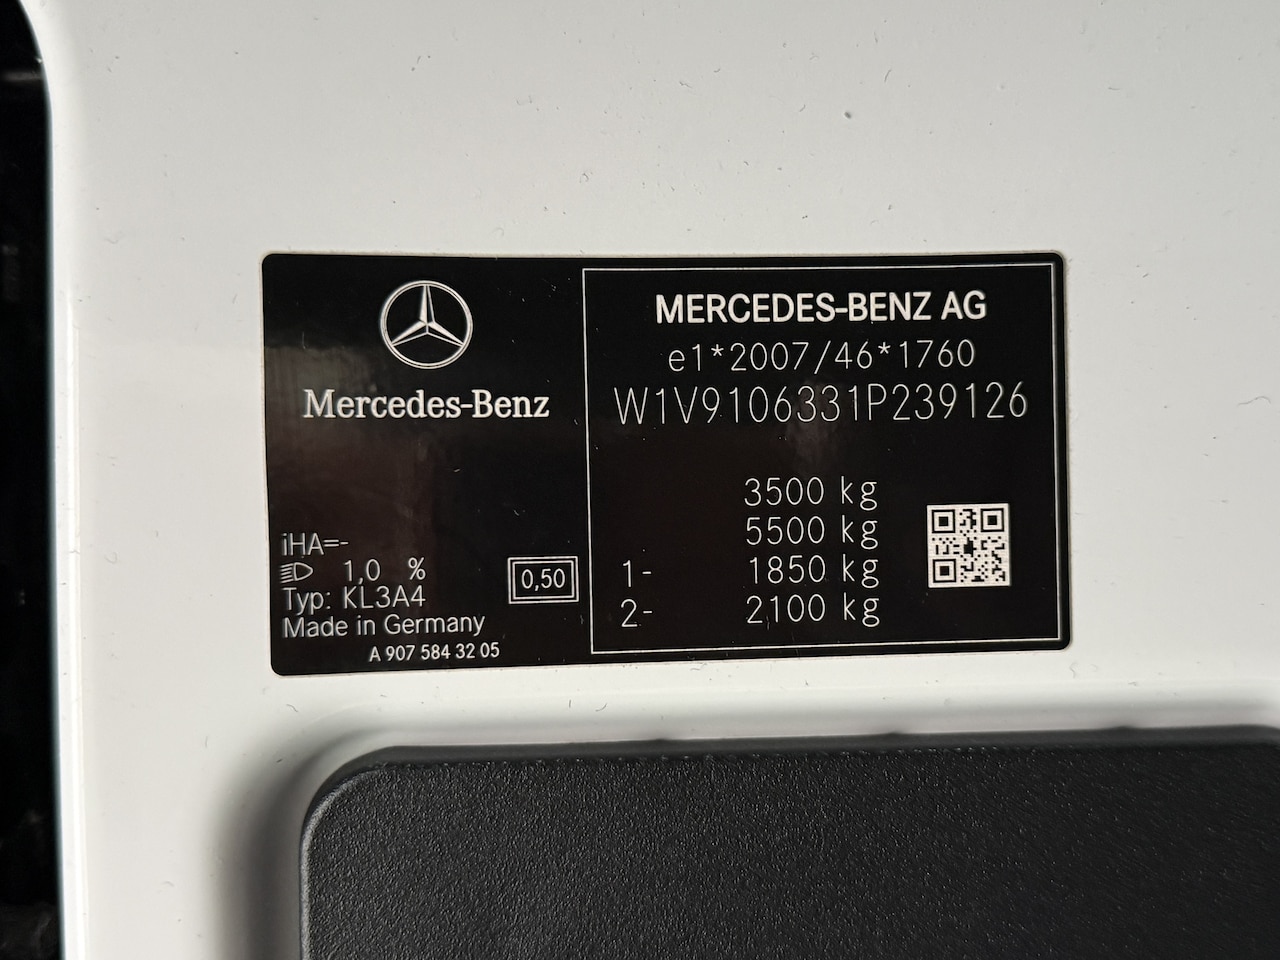 Mercedes-Benz
iHA=-
1,0 %
Typ: KL3A4
Made in Germany
A 907 584 32 05
0,50
MERCEDES-BENZ AG
e1*2007/46*1760
W1V9106331P239126
3500 kg
5500 kg
1- 1850 kg
2- 2100 kg